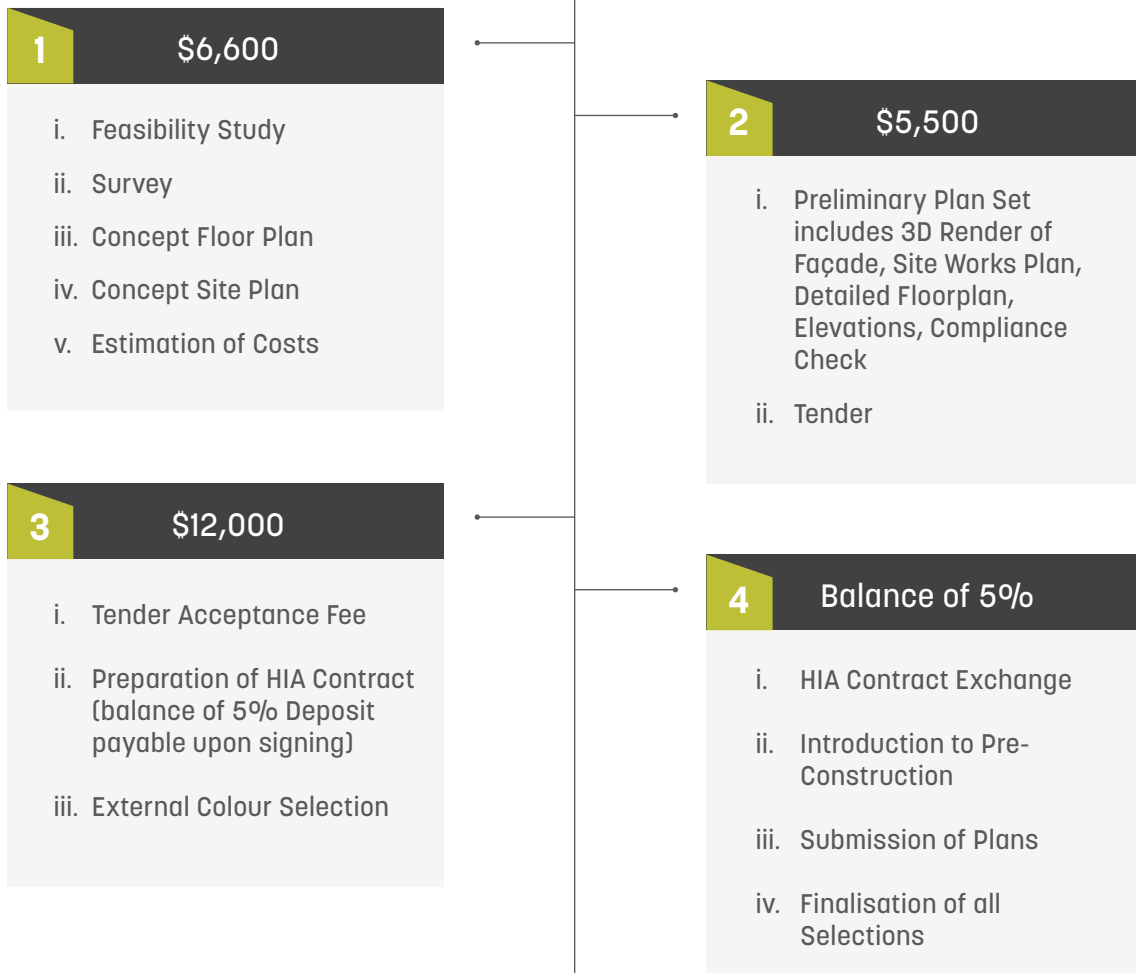 1
$6,600
i. Feasibility Study
ii. Survey
iii. Concept Floor Plan
iv. Concept Site Plan
v. Estimation of Costs
2
$5,500
i. Preliminary Plan Set
includes 3D Render of
Façade, Site Works Plan,
Detailed Floorplan,
Elevations, Compliance
Check
ii. Tender
3
$12,000
i. Tender Acceptance Fee
ii. Preparation of HIA Contract
(balance of 5% Deposit
payable upon signing)
iii. External Colour Selection
4
Balance of 5%
i. HIA Contract Exchange
ii. Introduction to Pre-
Construction
iii. Submission of Plans
iv. Finalisation of all
Selections